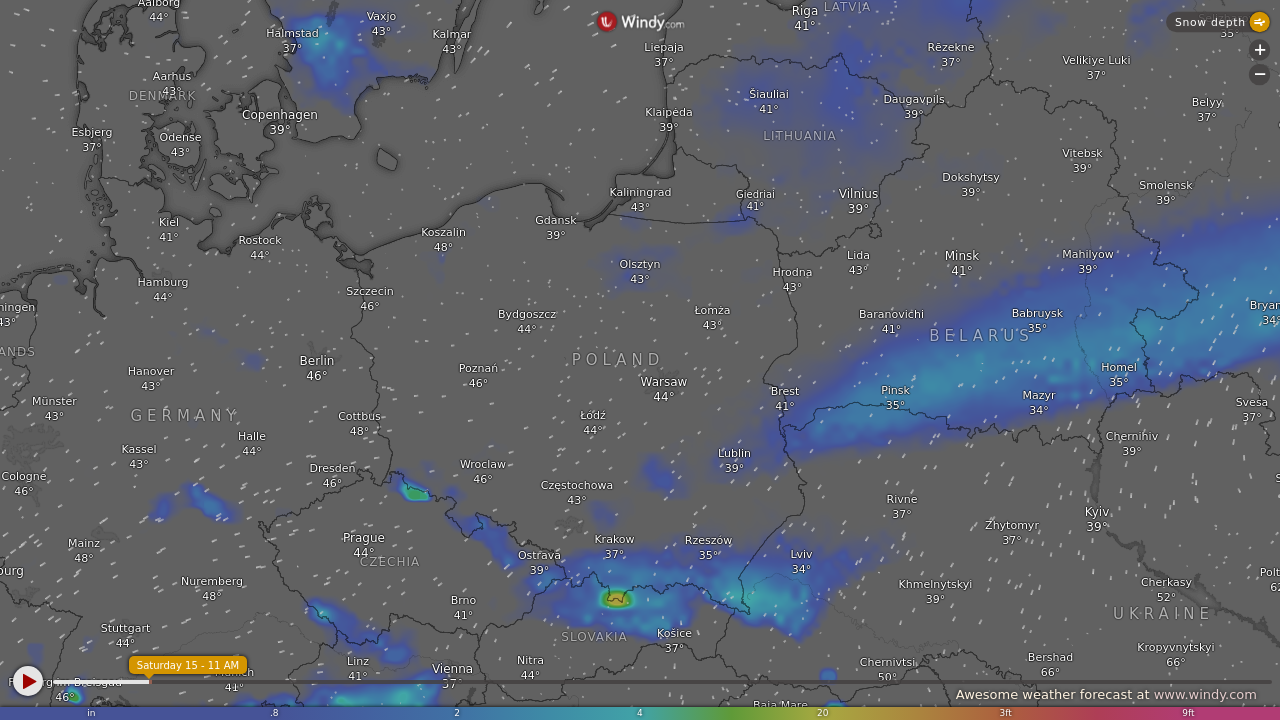 Aalborg
44°
Halmstad
37°
Vaxjo
43°
Kalmar
43°
Windy.com
Riga
41°
LATVIA
Snow depth
35°
Liepaja
37°
Rēzekne
37°
Velikiye Luki
37°
+
−
Aarhus
43°
DENMARK
Copenhagen
39°
Šiauliai
41°
Daugavpils
39°
Belyy
37°
Klaipėda
39°
Esbjerg
37°
Odense
43°
LITHUANIA
Vitebsk
39°
Dokshytsy
39°
Smolensk
39°
Kaliningrad
43°
Giedriai
41°
Vilnius
39°
Kiel
41°
Rostock
44°
Koszalin
48°
Gdansk
39°
Olsztyn
43°
Hrodna
43°
Lida
43°
Minsk
41°
Mahilyow
39°
Hamburg
44°
Szczecin
46°
ningen
43°
Bydgoszcz
44°
Łomża
43°
Baranovichi
41°
Babruysk
35°
Bryan
34°
BELARUS
ANDS
Hanover
43°
Berlin
46°
Poznań
46°
POLAND
Warsaw
44°
Brest
41°
Pinsk
35°
Homel
35°
Mazyr
34°
Svesa
37°
Münster
43°
GERMANY
Cottbus
48°
Łódź
44°
Halle
44°
Kassel
43°
Chernihiv
39°
Lublin
39°
Cologne
46°
Dresden
46°
Wroclaw
46°
Częstochowa
43°
Rivne
37°
Kyiv
39°
Zhytomyr
37°
Mainz
48°
Prague
44°
CZECHIA
Ostrava
39°
Krakow
37°
Rzeszów
35°
Lviv
34°
burg
Nuremberg
48°
Khmelnytskyi
39°
Cherkasy
52°
Polt
62
Brno
41°
UKRAINE
Stuttgart
44°
SLOVAKIA
Košice
37°
Kropyvnytskyi
66°
Linz
41°
Vienna
37°
Nitra
44°
Chernivtsi
50°
Bershad
66°
Saturday 15 - 11 AM
41°
46°
Awesome weather forecast at www.windy.com
Baia Mare
in .8 2 4 20 3ft 9ft